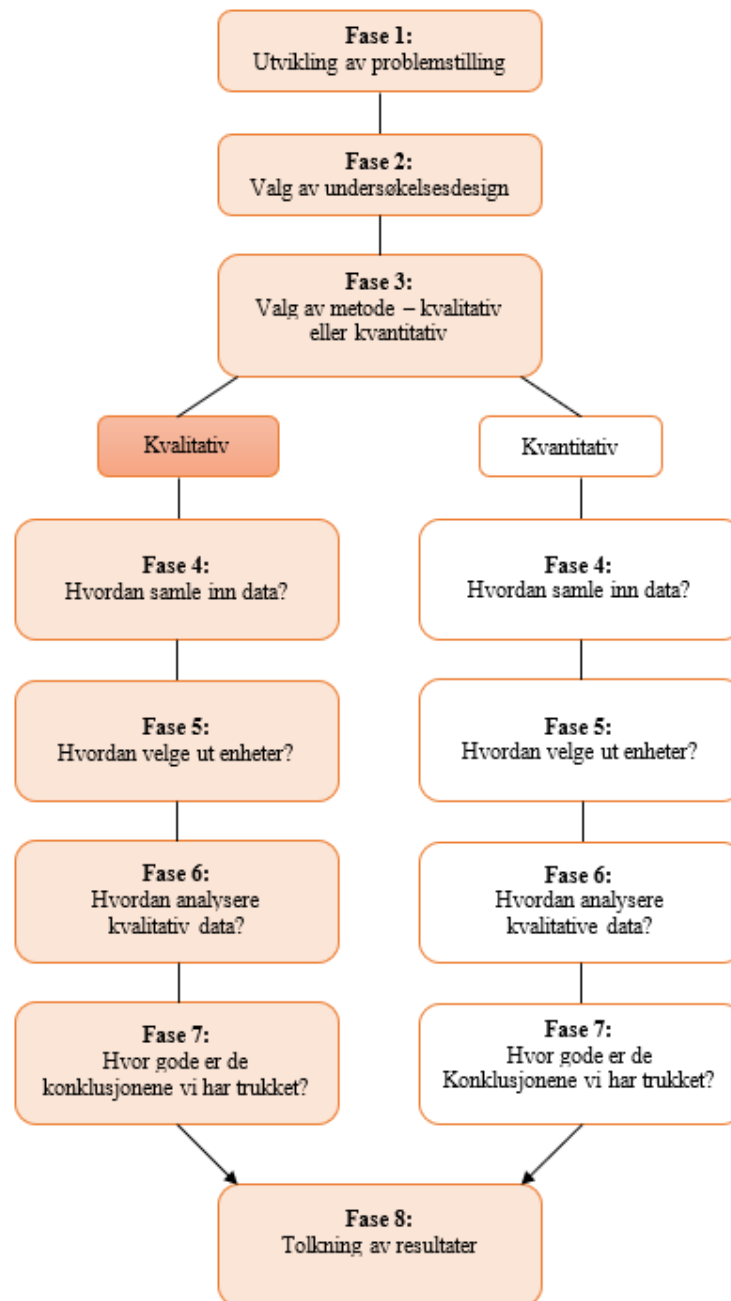 Fase 1:
Utvikling av problemstilling
Fase 2:
Valg av undersøkelsesdesign
Fase 3:
Valg av metode – kvalitativ
eller kvantitativ
Kvalitativ
Kvantitativ
Fase 4:
Hvordan samle inn data?
Fase 4:
Hvordan samle inn data?
Fase 5:
Hvordan velge ut enheter?
Fase 5:
Hvordan velge ut enheter?
Fase 6:
Hvordan analysere
kvalitativ data?
Fase 6:
Hvordan analysere
kvalitative data?
Fase 7:
Hvor gode er de
konklusjonene vi har trukket?
Fase 7:
Hvor gode er de
Konklusjonene vi har trukket?
Fase 8:
Tolkning av resultater